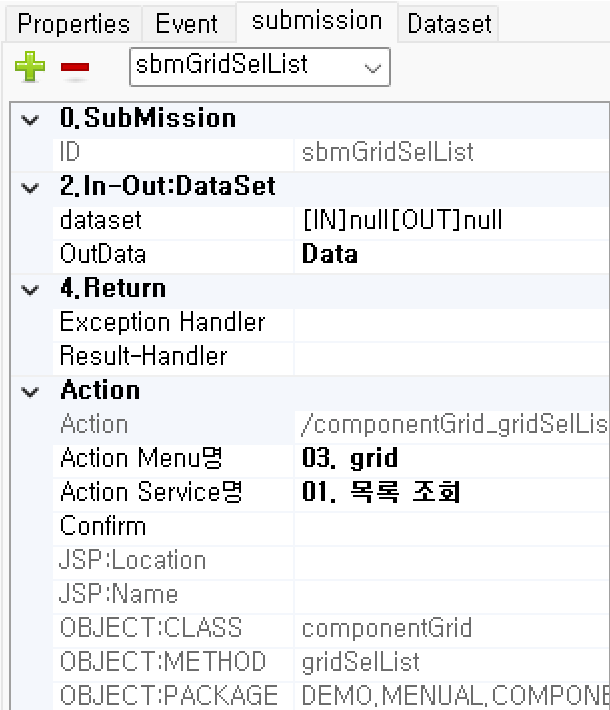 Properties Event submission Dataset
sbmGridSelList
0.SubMission
ID sbmGridSelList
2.In-Out:DataSet
dataset [IN]null[OUT]null
OutData Data
4.Return
Exception Handler
Result-Handler
Action
Action /componentGrid_gridSelLis
Action Menu명 03. grid
Action Service명 01. 목록 조회
Confirm
JSP:Location
JSP:Name
OBJECT:CLASS componentGrid
OBJECT:METHOD gridSelList
OBJECT:PACKAGE DEMO.MENUAL.COMPONE